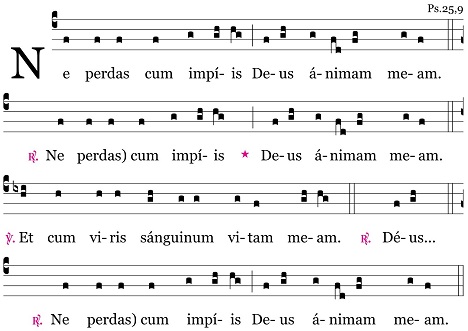 Ps.25,9
Ne perdas cum impí-is De-us á-nimam me-am.
℟. Ne perdas) cum impí-is ★ De-us á-nimam me-am.
℣. Et cum vi-ris sánguinum vi-tam me-am. ℟. Dé-us...
℟. Ne perdas) cum impí-is De-us á-nimam me-am.